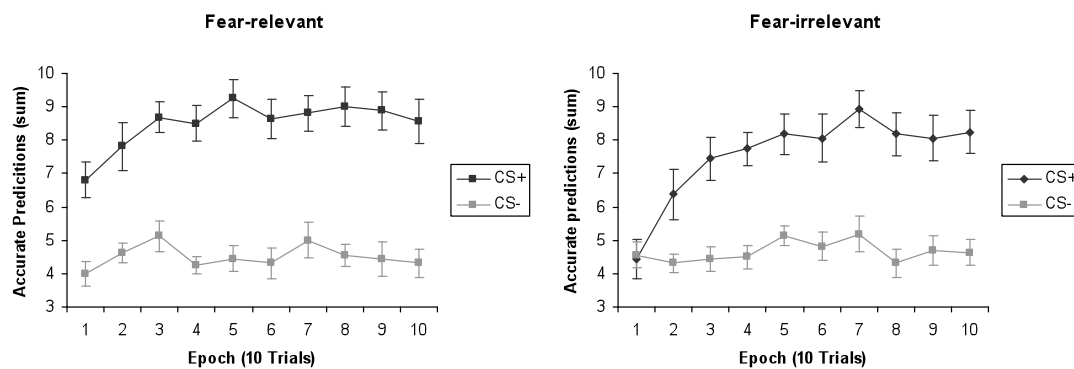 Fear-relevant
Accurate Predictions (sum)
10
9
8
7
6
5
4
3
1 2 3 4 5 6 7 8 9 10
Epoch (10 Trials)
CS+
CS-
Fear-irrelevant
Accurate predictions (sum)
10
9
8
7
6
5
4
3
1 2 3 4 5 6 7 8 9 10
Epoch (10 Trials)
CS+
CS-